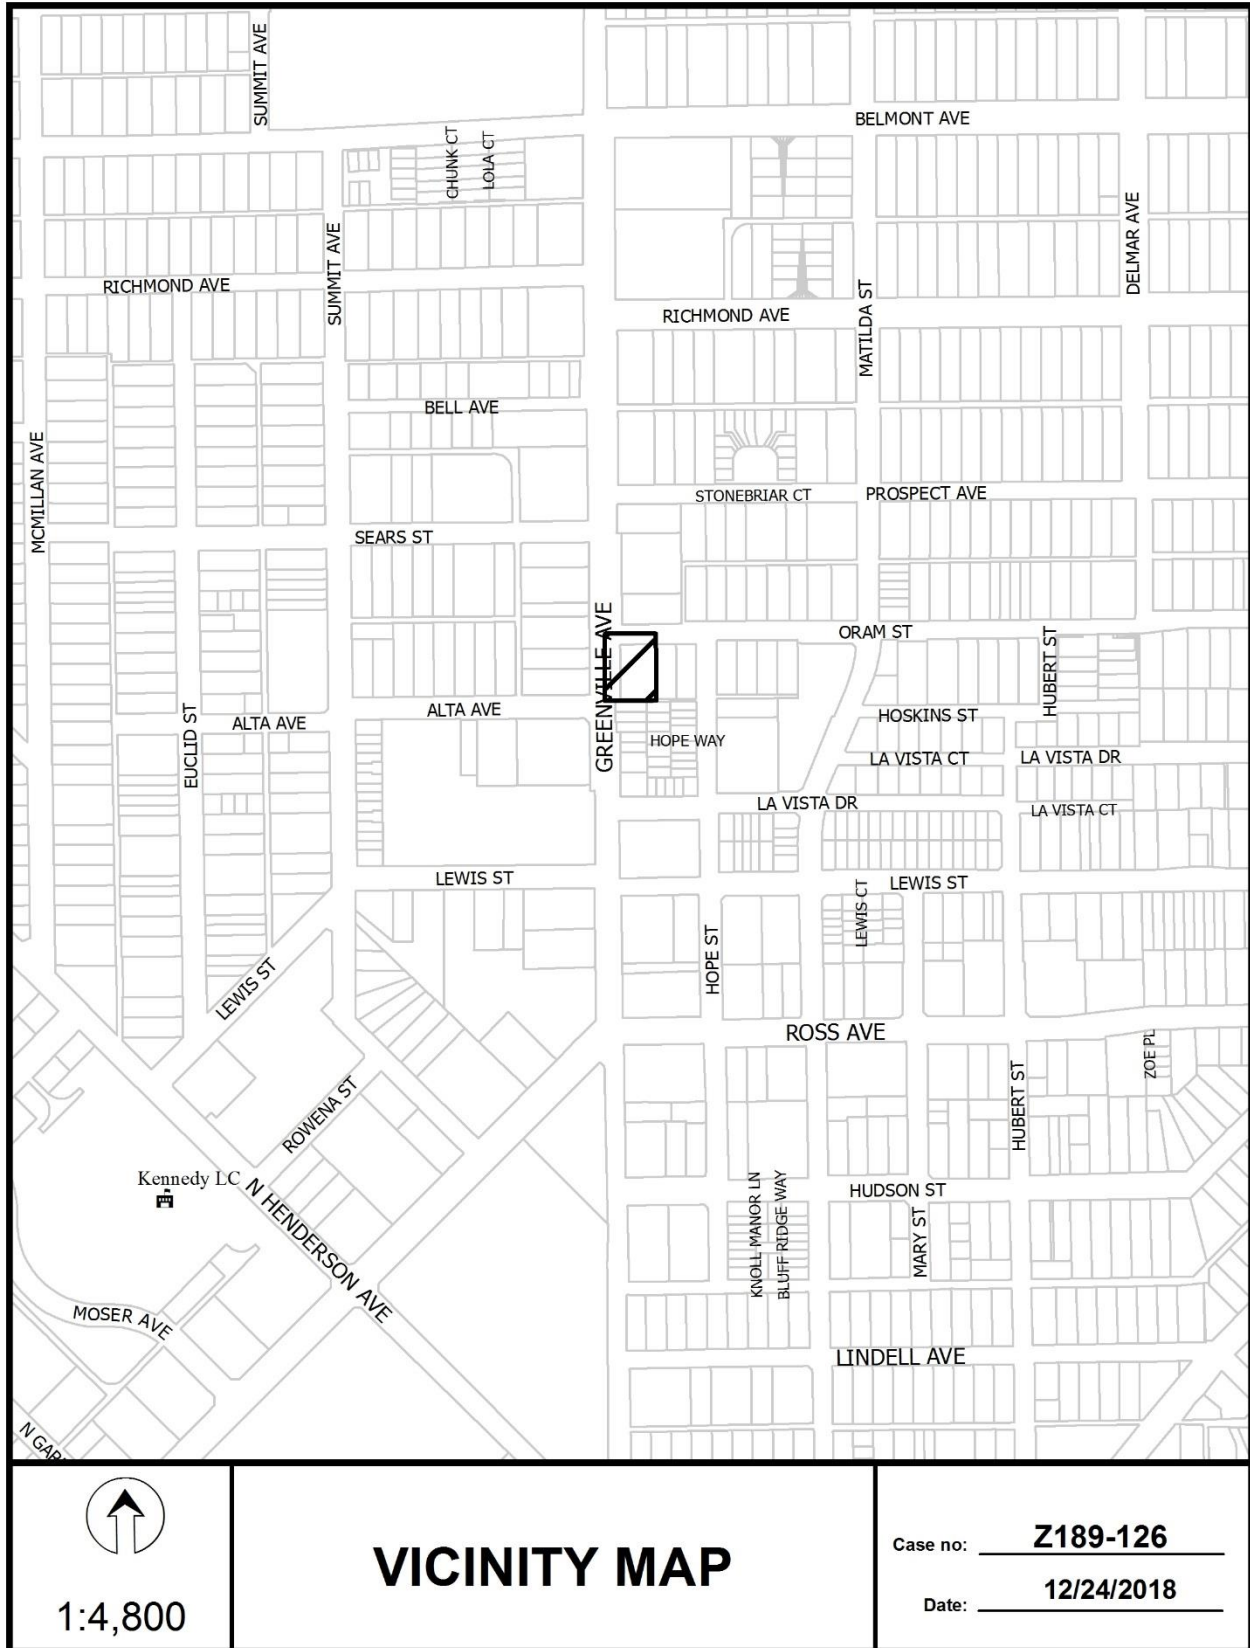 SUMMIT AVE
BELMONT AVE
CHUNK CT
LOLA CT
DELMAR AVE
SUMMIT AVE
RICHMOND AVE
MATILDA ST
RICHMOND AVE
BELL AVE
MCMILLAN AVE
STONEBRIAR CT
PROSPECT AVE
SEARS ST
GREENVILLE AVE
ORAM ST
HUBERT ST
EUCLID ST
ALTA AVE
ALTA AVE
HOSKINS ST
HOPE WAY
LA VISTA CT
LA VISTA DR
LA VISTA DR
LA VISTA CT
LEWIS ST
LEWIS ST
LEWIS CT
HOPE ST
LEWIS ST
ROSS AVE
ZOE PL
HUBERT ST
ROWENA ST
Kennedy LC
N HENDERSON AVE
KNOLL MANOR LN
BLUFF RIDGE WAY
HUDSON ST
MARY ST
MOSER AVE
LINDELL AVE
1:4,800
VICINITY MAP
Case no: Z189-126
Date: 12/24/2018